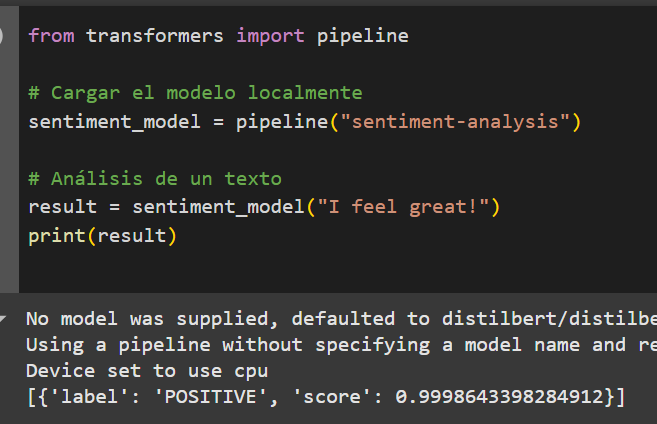 from transformers import pipeline
# Cargar el modelo localmente
sentiment_model = pipeline("sentiment-analysis")
# Análisis de un texto
result = sentiment_model("I feel great!")
print(result)
No model was supplied, defaulted to distilbert/distilbe
Using a pipeline without specifying a model name and re
Device set to use cpu
[{'label': 'POSITIVE', 'score': 0.9998643398284912}]